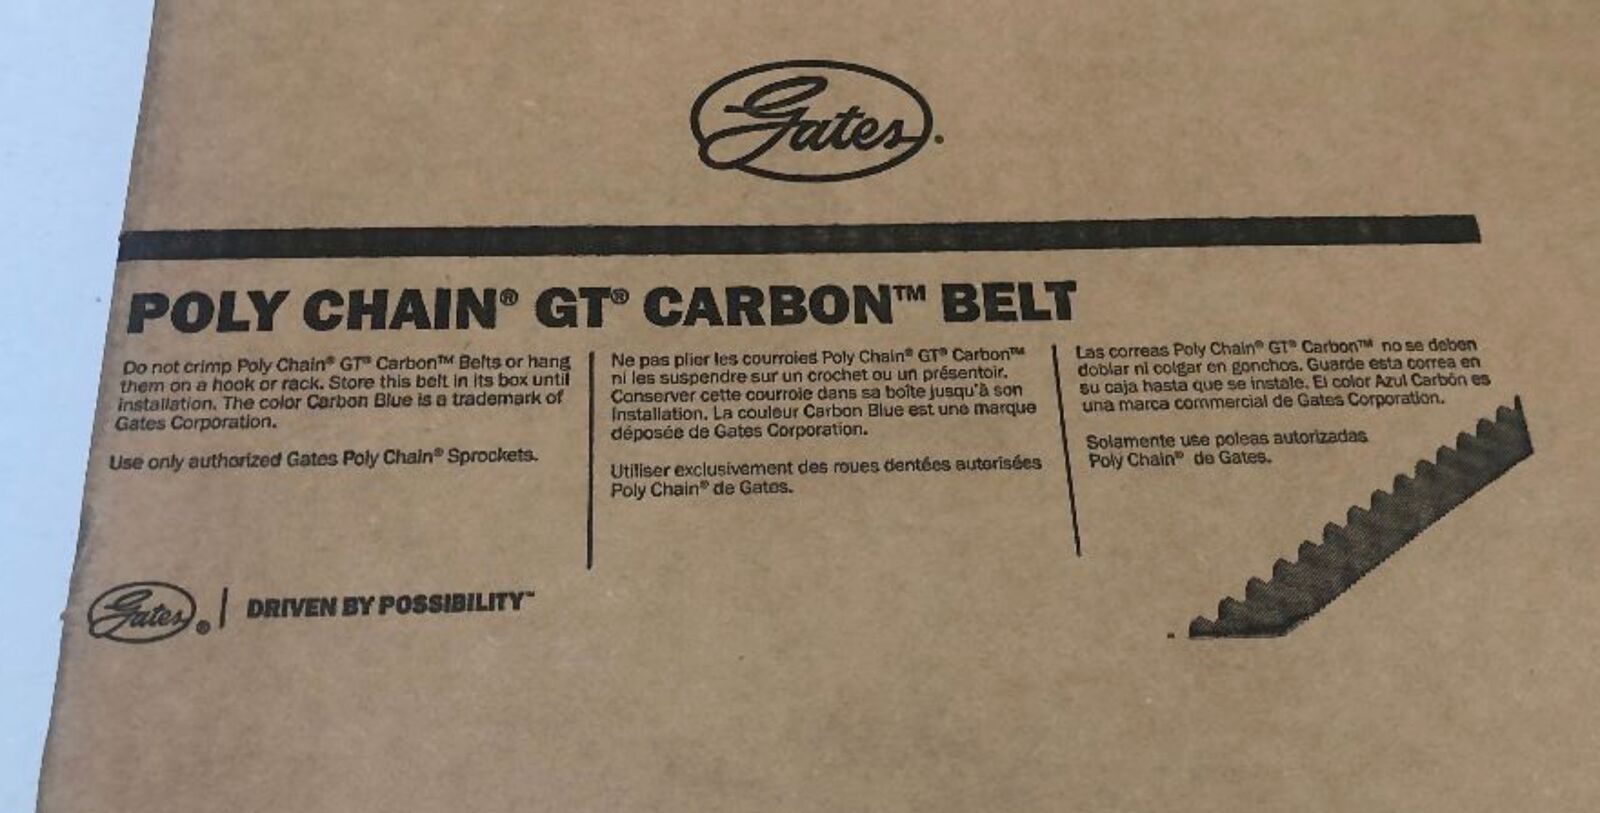 Gates
POLY CHAIN® GT® CARBON™ BELT
Do not crimp Poly Chain® GT® Carbon™ Belts or hang
them on a hook or rack. Store this belt in its box until
installation. The color Carbon Blue is a trademark of
Gates Corporation.
Use only authorized Gates Poly Chain® Sprockets.
Ne pas plier les courroies Poly Chain® GT® Carbon™
ni les suspendre sur un crochet ou un présentoir.
Conserver cette courroie dans sa boîte jusqu'à son
installation. La couleur Carbon Blue est une marque
déposée de Gates Corporation.
Utiliser exclusivement des roues dentées autorisées
Poly Chain® de Gates.
Las correas Poly Chain® GT® Carbon™ no se deben
doblar ni colgar en gonchos. Guarde esta correa en
su caja hasta que se instale. El color Azul Carbón es
una marca commercial de Gates Corporation.
Solamente use poleas autorizadas
Poly Chain® de Gates.
Gates® | DRIVEN BY POSSIBILITY™